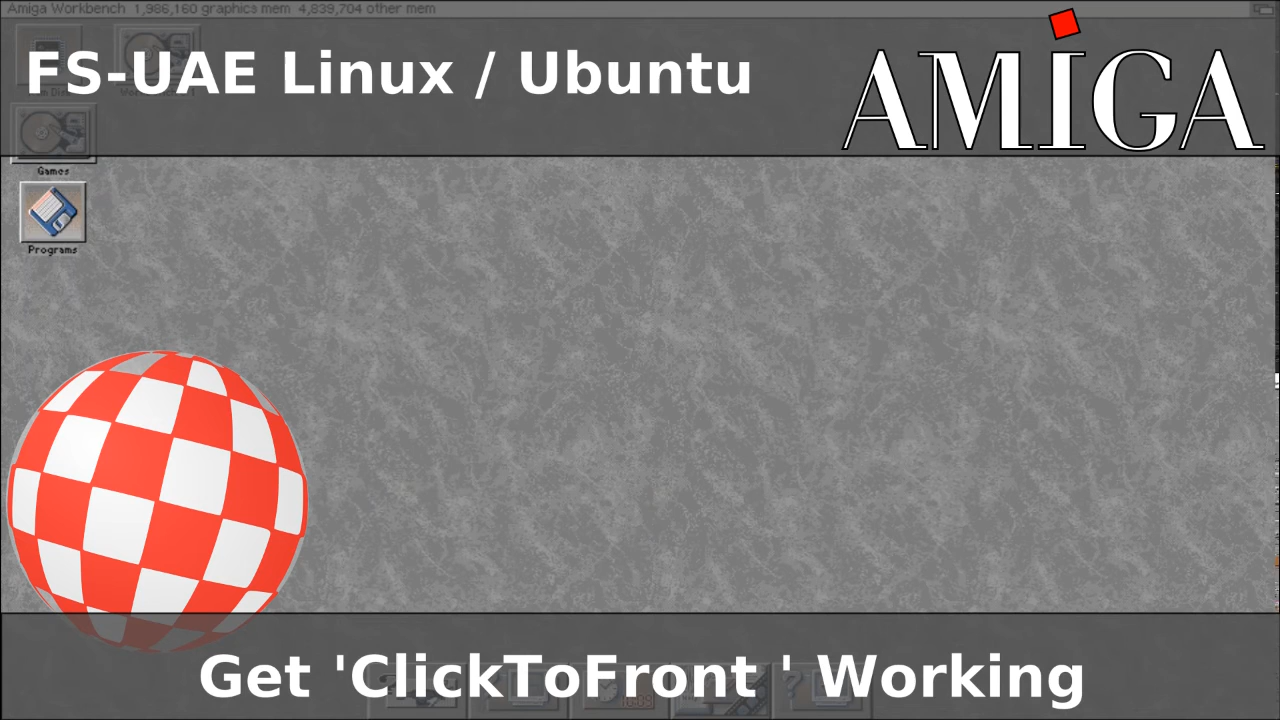 Amiga Workbench 1,986,160 graphics mem 4,839,704 other mem
FS-UAE Linux / Ubuntu
AMIGA
Games
Programs
Get 'ClickToFront ' Working